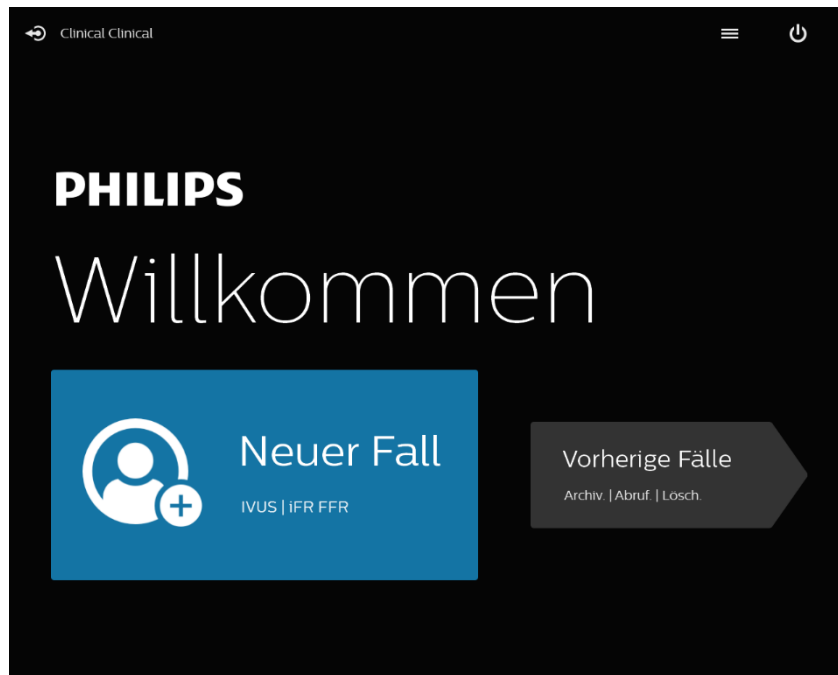 Clinical Clinical
PHILIPS
Willkommen
Neuer Fall
IVUS | iFR FFR
Vorherige Fälle
Archiv. | Abruf. | Lösch.